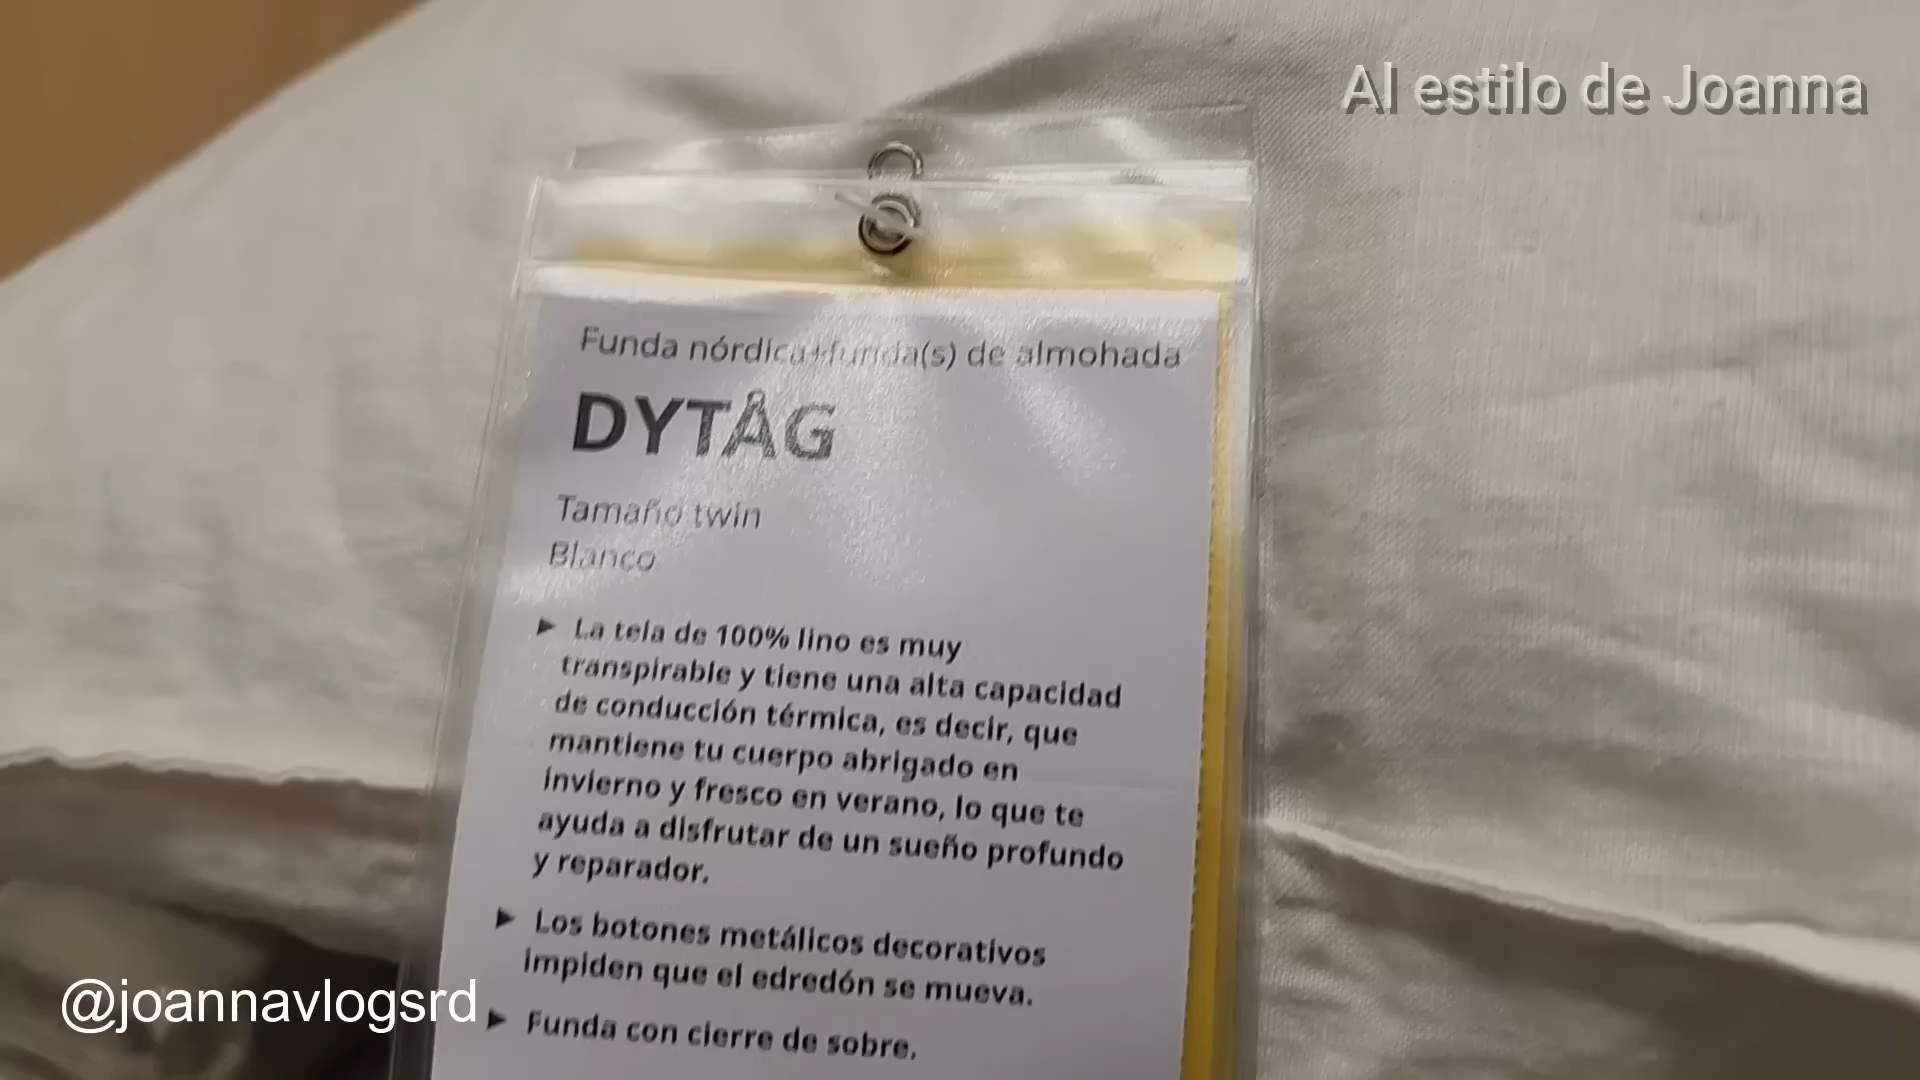 Al estilo de Joanna
Funda nórdica+funda(s) de almohada
DYTÅG
Tamaño twin
Blanco
► La tela de 100% lino es muy
transpirable y tiene una alta capacidad
de conducción térmica, es decir, que
mantiene tu cuerpo abrigado en
invierno y fresco en verano, lo que te
ayuda a disfrutar de un sueño profundo
y reparador.
► Los botones metálicos decorativos
impiden que el edredón se mueva.
► Funda con cierre de sobre.
@joannavlogsrd